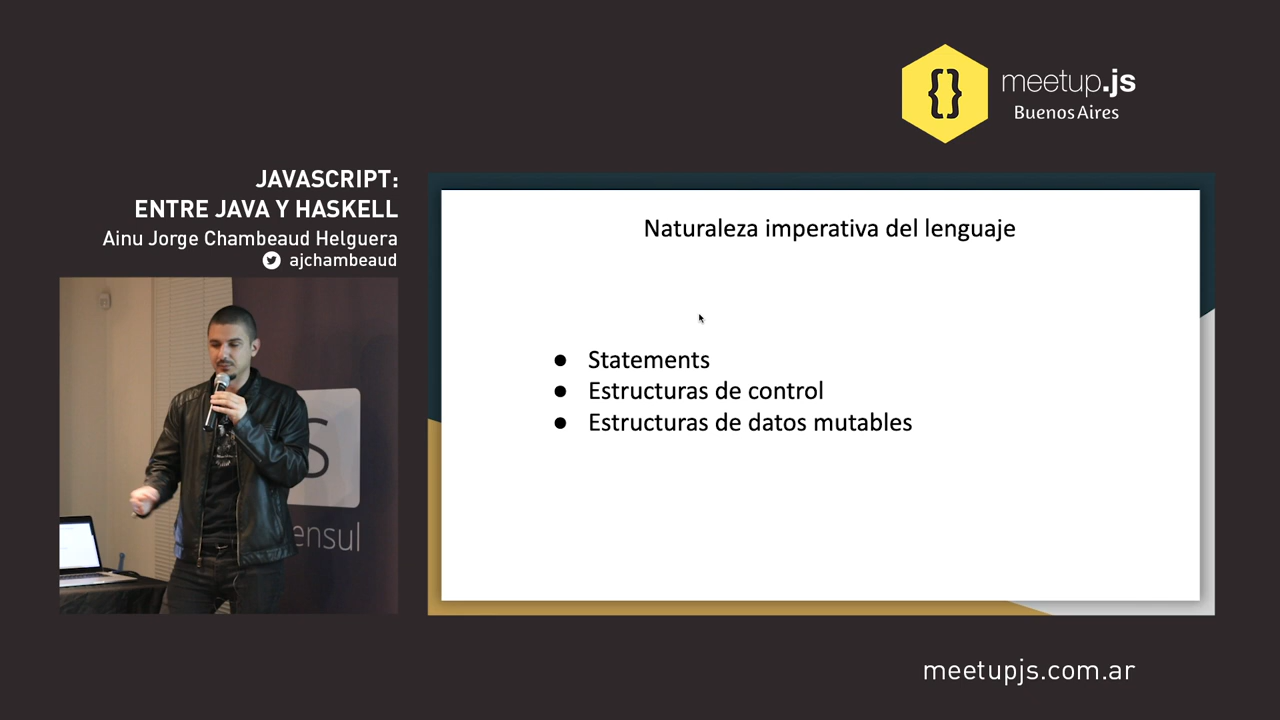 {}
meetup.js
Buenos Aires
JAVASCRIPT:
ENTRE JAVA Y HASKELL
Ainu Jorge Chambeaud Helguera
ajchambeaud
Naturaleza imperativa del lenguaje
● Statements
● Estructuras de control
● Estructuras de datos mutables
S
ensul
meetupjs.com.ar